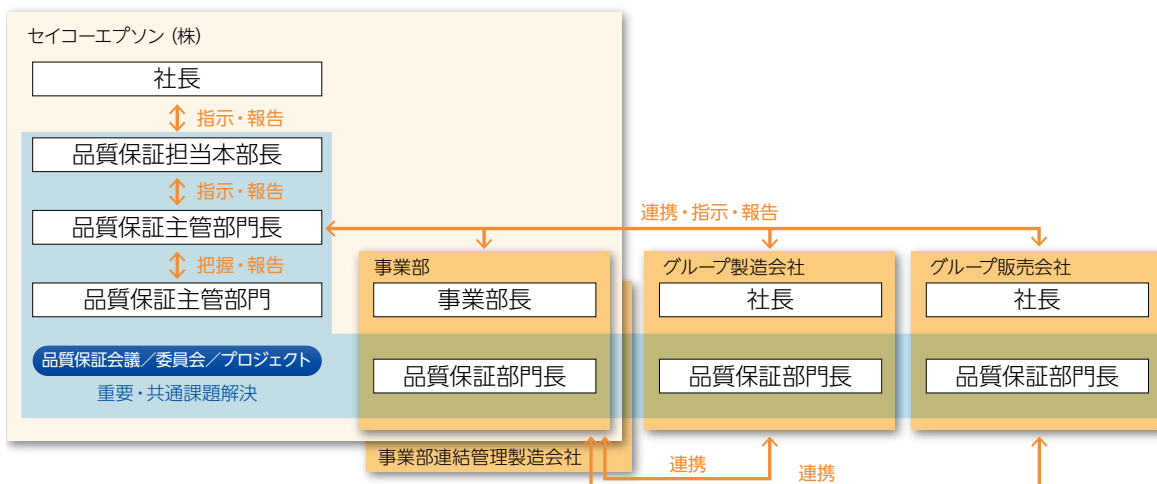 セイコーエプソン (株)
社長
指示・報告
品質保証担当本部長
指示・報告
品質保証主管部門長
把握・報告
品質保証主管部門
品質保証会議／委員会／プロジェクト
重要・共通課題解決
連携・指示・報告
事業部
事業部長
品質保証部門長
事業部連結管理製造会社
グループ製造会社
社長
品質保証部門長
グループ販売会社
社長
品質保証部門長
連携
連携